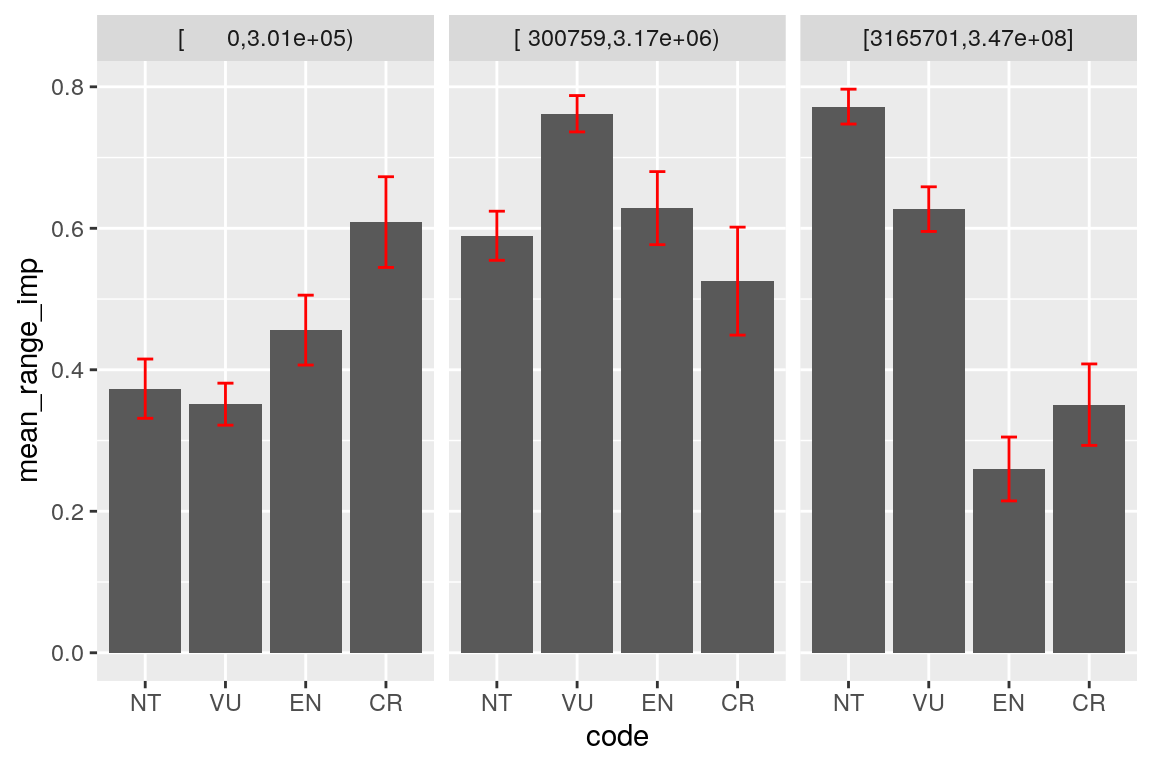 [      0,3.01e+05)
[ 300759,3.17e+06)
[3165701,3.47e+08]
mean_range_imp
0.8
0.6
0.4
0.2
0.0
NT VU EN CR
NT VU EN CR
NT VU EN CR
code